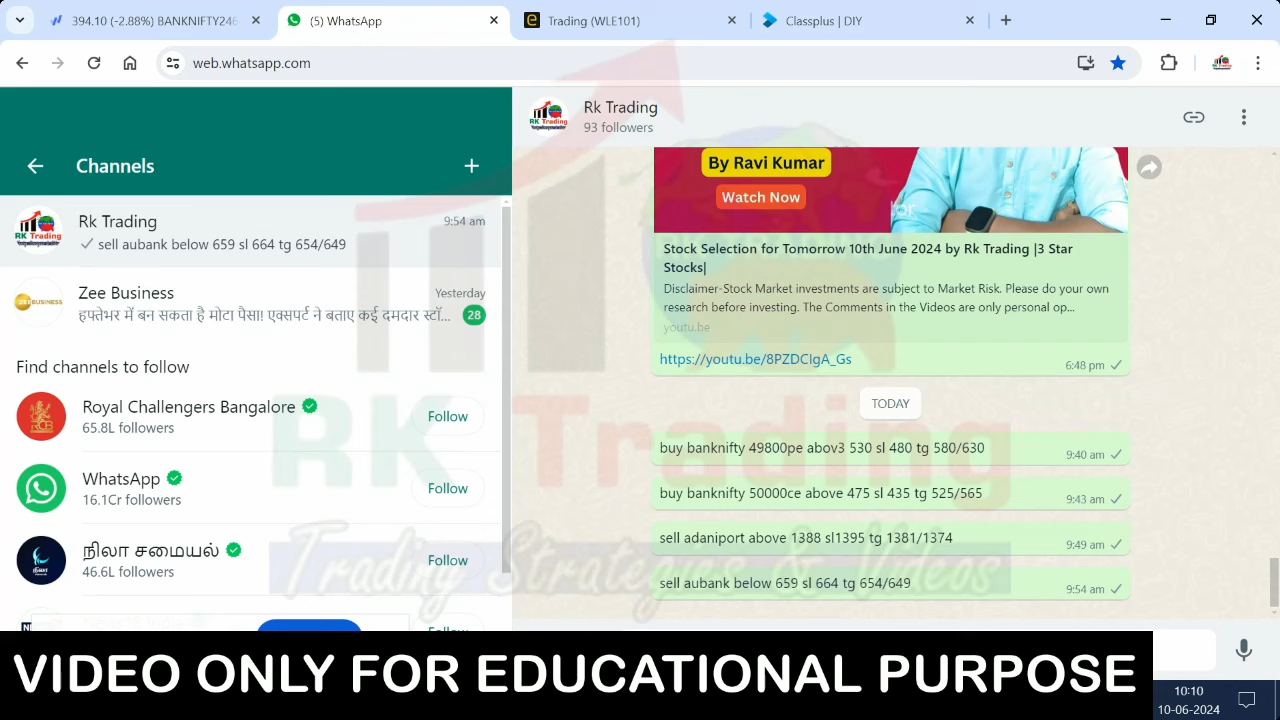 394.10 (-2.88%) BANKNIFTY246
(5) WhatsApp
Trading (WLE101)
Classplus | DIY
web.whatsapp.com
Channels
Rk Trading
9:54 am
sell aubank below 659 sl 664 tg 654/649
Zee Business
Yesterday
हफ्तेभर में बन सकता है मोटा पैसा! एक्सपर्ट ने बताए कई दमदार स्टॉ...
28
Find channels to follow
Royal Challengers Bangalore
65.8L followers
Follow
WhatsApp
16.1Cr followers
Follow
நிலா சமையல்
46.6L followers
Follow
Rk Trading
93 followers
By Ravi Kumar
Watch Now
Stock Selection for Tomorrow 10th June 2024 by Rk Trading |3 Star
Stocks|
Disclaimer-Stock Market investments are subject to Market Risk. Please do your own
research before investing. The Comments in the Videos are only personal op...
youtu.be
https://youtu.be/8PZDCIgA_Gs
6:48 pm
TODAY
buy banknifty 49800pe abov3 530 sl 480 tg 580/630
9:40 am
buy banknifty 50000ce above 475 sl 435 tg 525/565
9:43 am
sell adaniport above 1388 sl1395 tg 1381/1374
9:49 am
sell aubank below 659 sl 664 tg 654/649
9:54 am
RK Trading
Trading Strategies & Ideas
VIDEO ONLY FOR EDUCATIONAL PURPOSE
10:10
10-06-2024